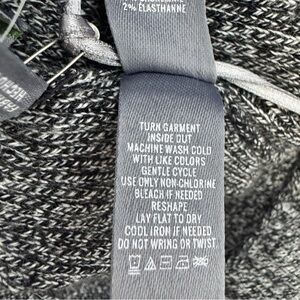 2% ÉLASTHANNE
TURN GARMENT
INSIDE OUT
MACHINE WASH COLD
WITH LIKE COLORS
GENTLE CYCLE
USE ONLY NON-CHLORINE
BLEACH IF NEEDED
RESHAPE
LAY FLAT TO DRY
COOL IRON IF NEEDED
DO NOT WRING OR TWIST